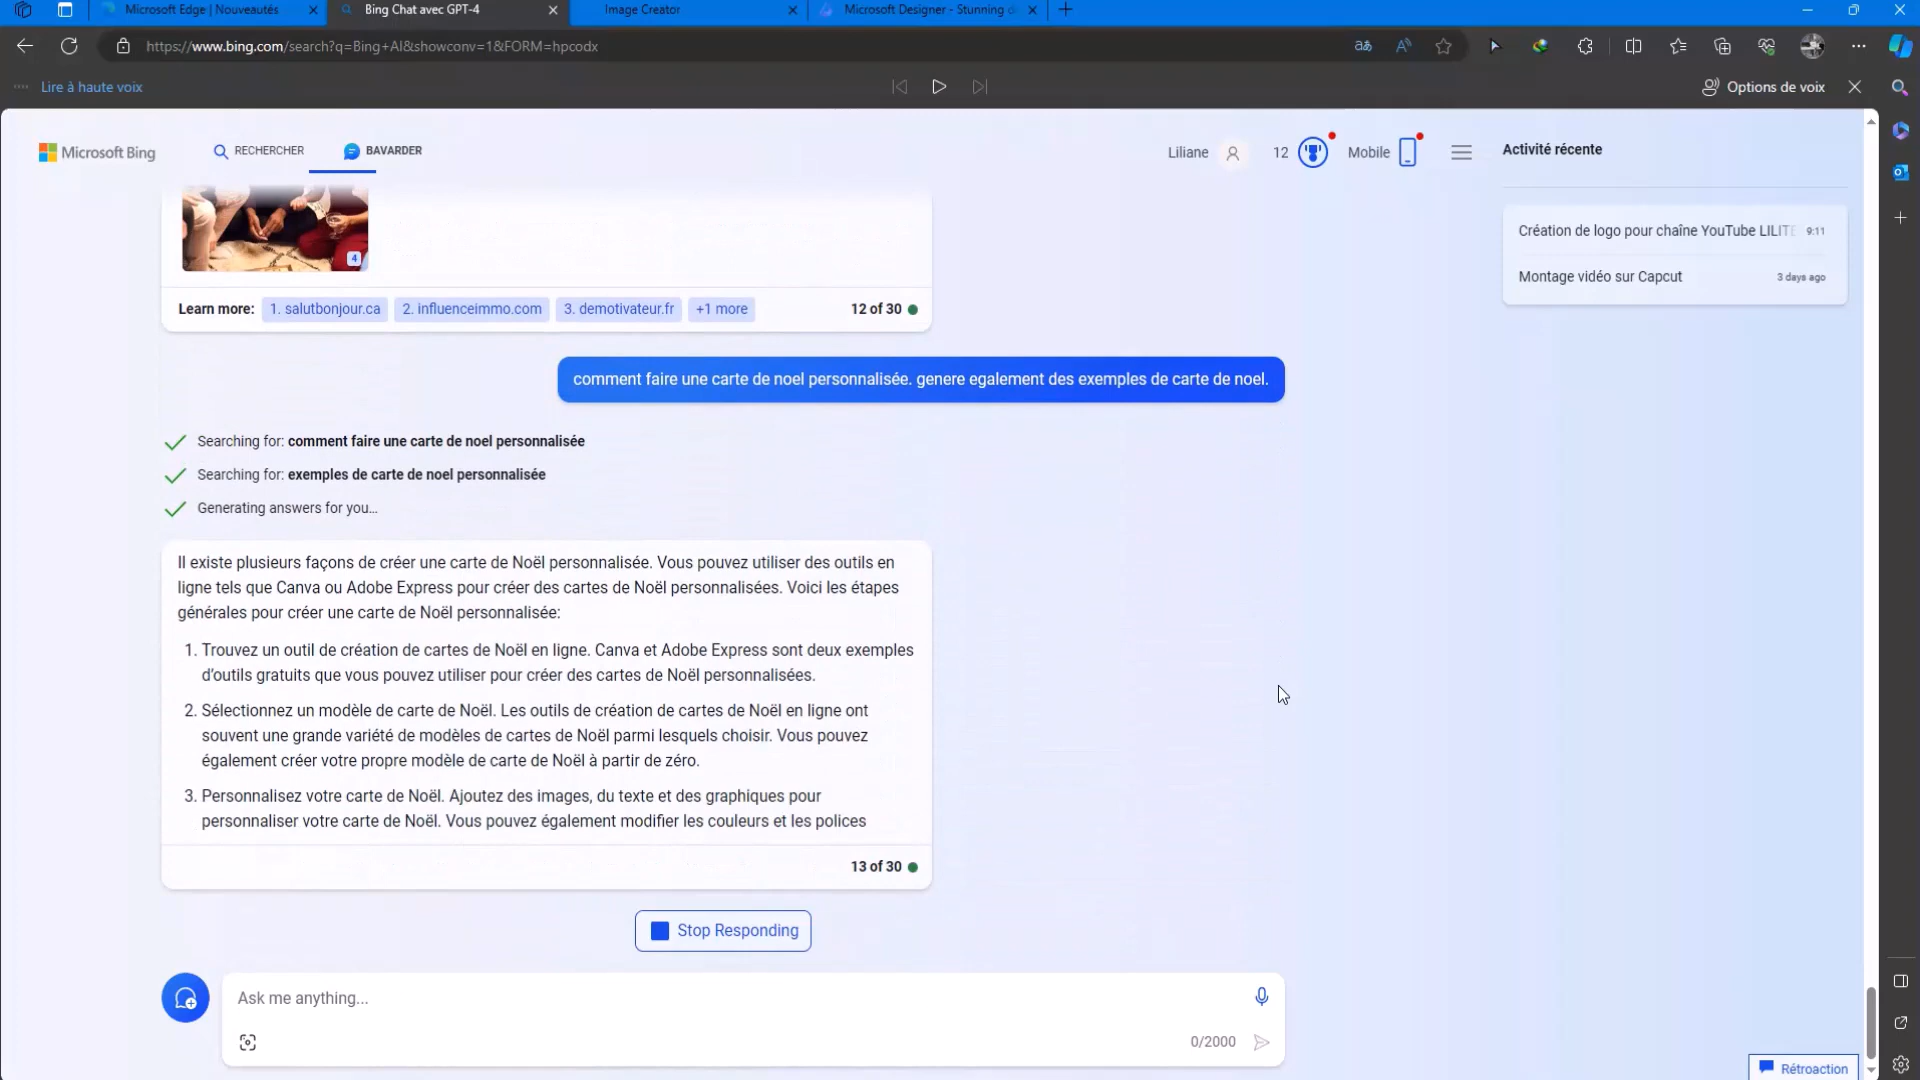 Microsoft Edge | Nouveautés
Bing Chat avec GPT-4
Image Creator
Microsoft Designer - Stunning
https://www.bing.com/search?q=Bing+AI&showconv=1&FORM=hpcodx
Lire à haute voix
Options de voix
Microsoft Bing
RECHERCHER
BAVARDER
Liliane
12
Mobile
Activité récente
Création de logo pour chaîne YouTube LILITE
9:11
Montage vidéo sur Capcut
3 days ago
4
Learn more:
1. salutbonjour.ca
2. influenceimmo.com
3. demotivateur.fr
+1 more
12 of 30
comment faire une carte de noel personnalisée. genere egalement des exemples de carte de noel.
Searching for: comment faire une carte de noel personnalisée
Searching for: exemples de carte de noel personnalisée
Generating answers for you...
Il existe plusieurs façons de créer une carte de Noël personnalisée. Vous pouvez utiliser des outils en
ligne tels que Canva ou Adobe Express pour créer des cartes de Noël personnalisées. Voici les étapes
générales pour créer une carte de Noël personnalisée:
1. Trouvez un outil de création de cartes de Noël en ligne. Canva et Adobe Express sont deux exemples
d'outils gratuits que vous pouvez utiliser pour créer des cartes de Noël personnalisées.
2. Sélectionnez un modèle de carte de Noël. Les outils de création de cartes de Noël en ligne ont
souvent une grande variété de modèles de cartes de Noël parmi lesquels choisir. Vous pouvez
également créer votre propre modèle de carte de Noël à partir de zéro.
3. Personnalisez votre carte de Noël. Ajoutez des images, du texte et des graphiques pour
personnaliser votre carte de Noël. Vous pouvez également modifier les couleurs et les polices
13 of 30
Stop Responding
Ask me anything...
0/2000
Rétroaction